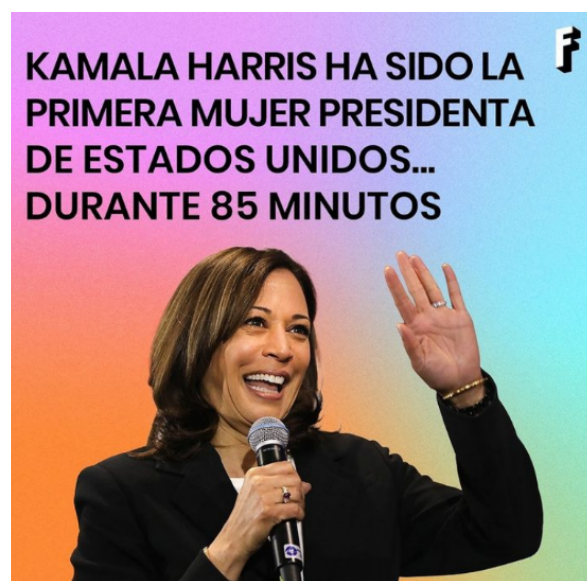 KAMALA HARRIS HA SIDO LA
PRIMERA MUJER PRESIDENTA
DE ESTADOS UNIDOS...
DURANTE 85 MINUTOS
F